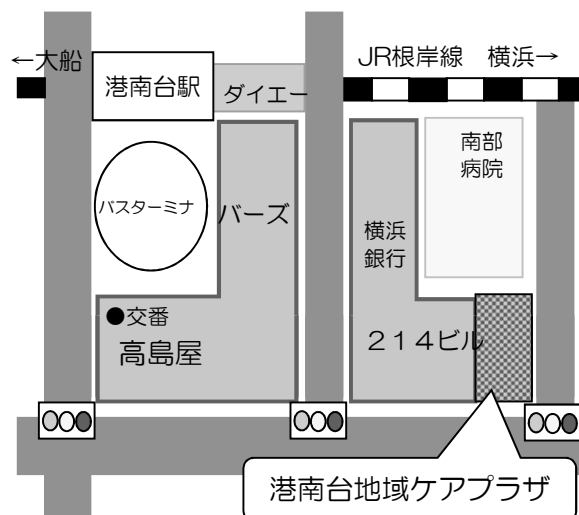 ←大船
JR根岸線　横浜→
港南台駅
ダイエー
南部
病院
バスターミナ
バーズ
横浜
銀行
●交番
高島屋
２１４ビル
港南台地域ケアプラザ